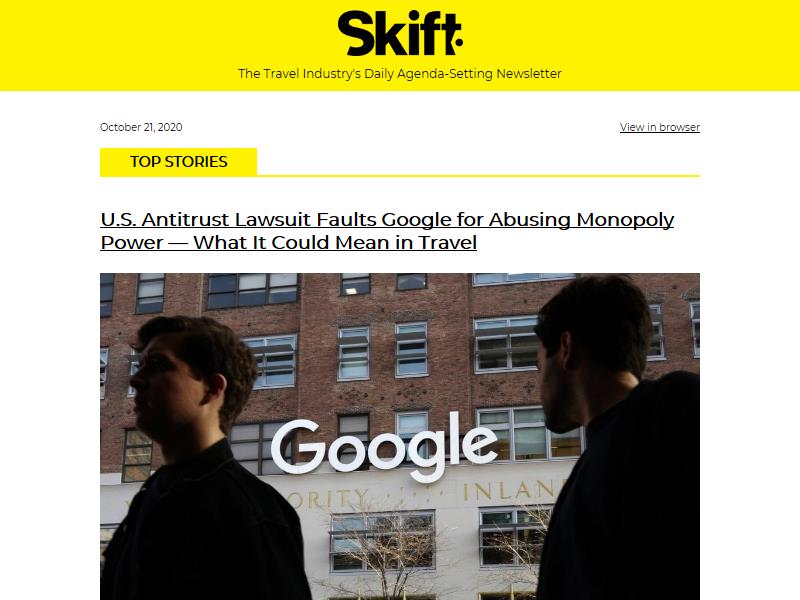 Skift
The Travel Industry's Daily Agenda-Setting Newsletter
October 21, 2020
View in browser
TOP STORIES
U.S. Antitrust Lawsuit Faults Google for Abusing Monopoly
Power — What It Could Mean in Travel
Google
ORITY
INLAN